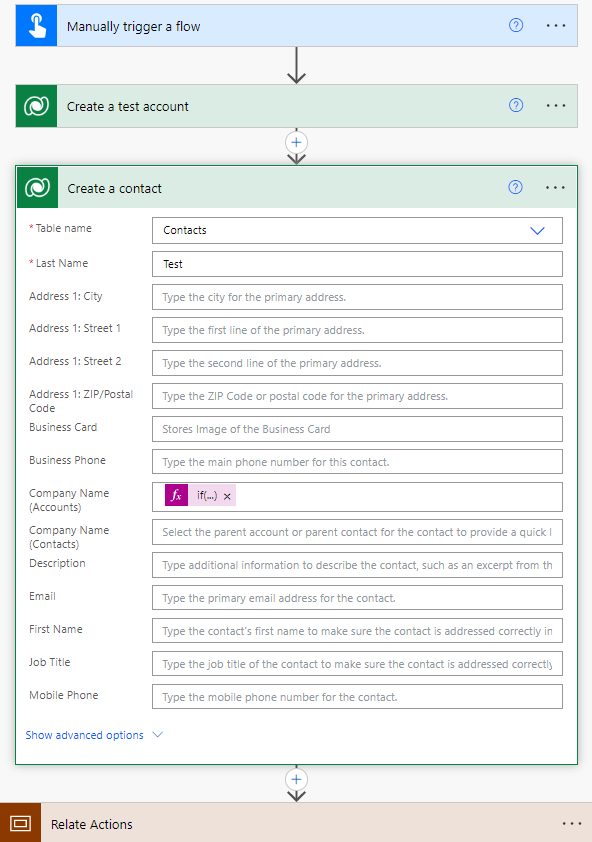 Manually trigger a flow
Create a test account
Create a contact
* Table name
Contacts
* Last Name
Test
Address 1: City
Type the city for the primary address.
Address 1: Street 1
Type the first line of the primary address.
Address 1: Street 2
Type the second line of the primary address.
Address 1: ZIP/Postal
Code
Type the ZIP Code or postal code for the primary address.
Business Card
Stores Image of the Business Card
Business Phone
Type the main phone number for this contact.
Company Name
(Accounts)
fx if(...) ×
Company Name
(Contacts)
Select the parent account or parent contact for the contact to provide a quick l
Description
Type additional information to describe the contact, such as an excerpt from th
Email
Type the primary email address for the contact.
First Name
Type the contact's first name to make sure the contact is addressed correctly in
Job Title
Type the job title of the contact to make sure the contact is addressed correctly
Mobile Phone
Type the mobile phone number for the contact.
Show advanced options
Relate Actions